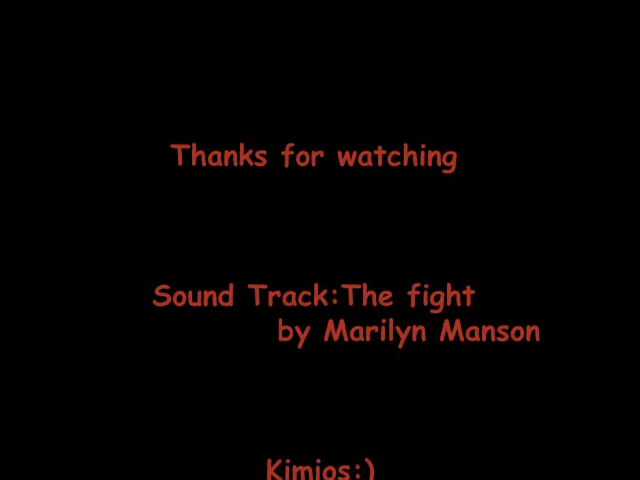 Thanks for watching
Sound Track:The fight
by Marilyn Manson
Kimios:)